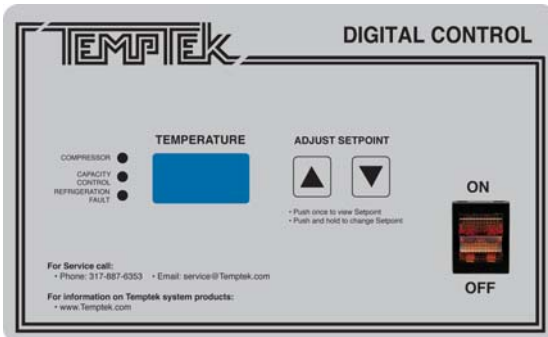 TEMPTEK
DIGITAL CONTROL
TEMPERATURE
ADJUST SETPOINT
COMPRESSOR
CAPACITY
CONTROL
REFRIGERATION
FAULT
• Push once to view Setpoint
• Push and hold to change Setpoint
ON
OFF
For Service call:
• Phone: 317-887-6353 • Email: service@Temptek.com
For information on Temptek system products:
• www.Temptek.com